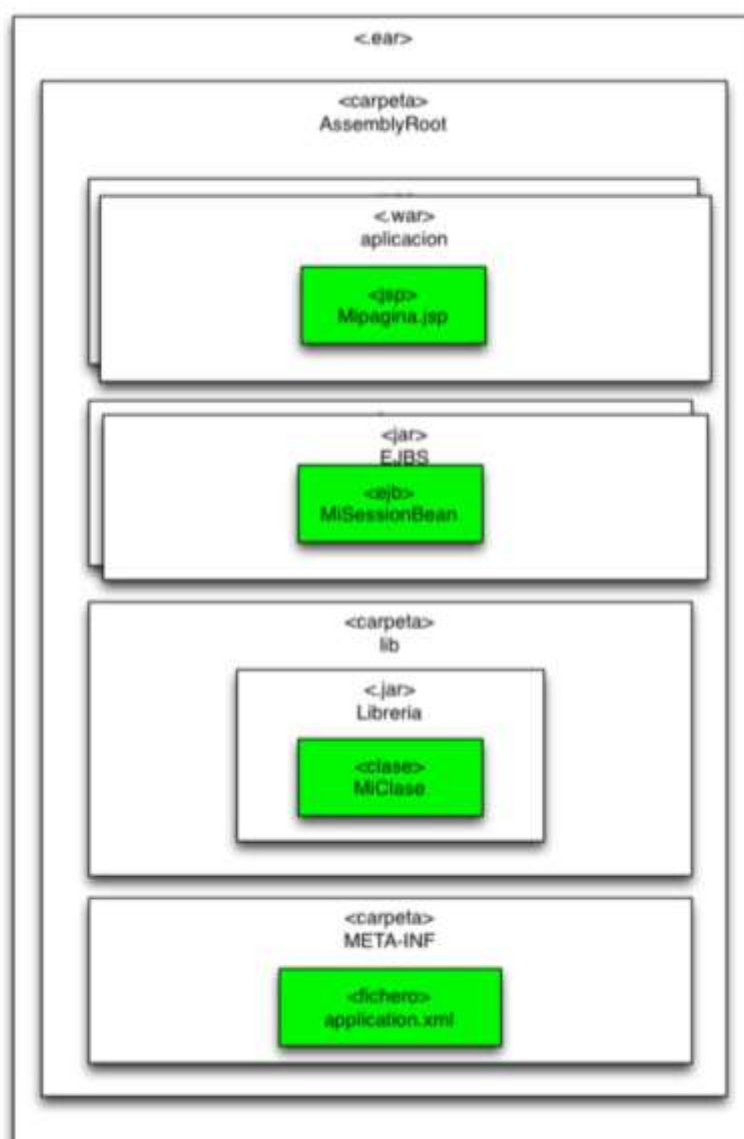 <.ear>
<carpeta>
AssemblyRoot
<.war>
aplicacion
<jsp>
Mipagina.jsp
<jar>
EJBS
<ejb>
MiSessionBean
<carpeta>
lib
<.jar>
Libreria
<clase>
MiClase
<carpeta>
META-INF
<fichero>
application.xml